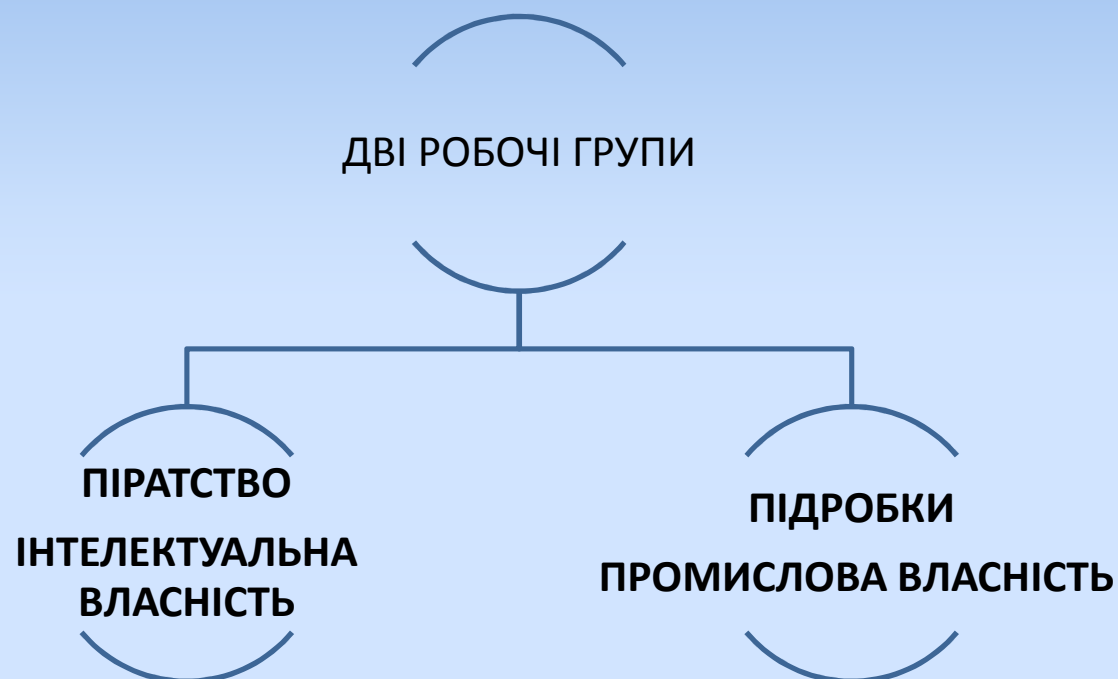 ДВІ РОБОЧІ ГРУПИ
ПІРАТСТВО
ІНТЕЛЕКТУАЛЬНА
ВЛАСНІСТЬ
ПІДРОБКИ
ПРОМИСЛОВА ВЛАСНІСТЬ